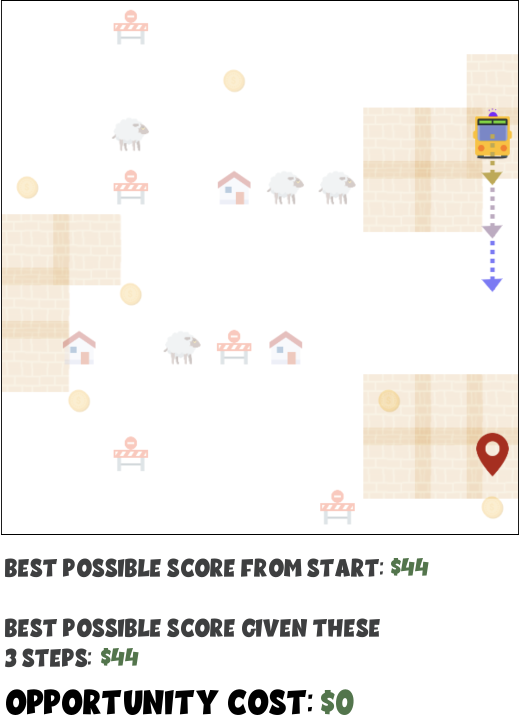 BEST POSSIBLE SCORE FROM START: $44
BEST POSSIBLE SCORE GIVEN THESE
3 STEPS: $44
OPPORTUNITY COST: $0